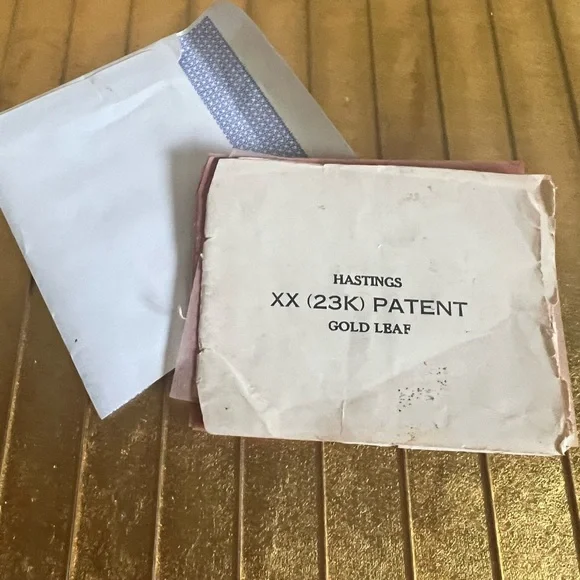 HASTINGS
XX (23K) PATENT
GOLD LEAF